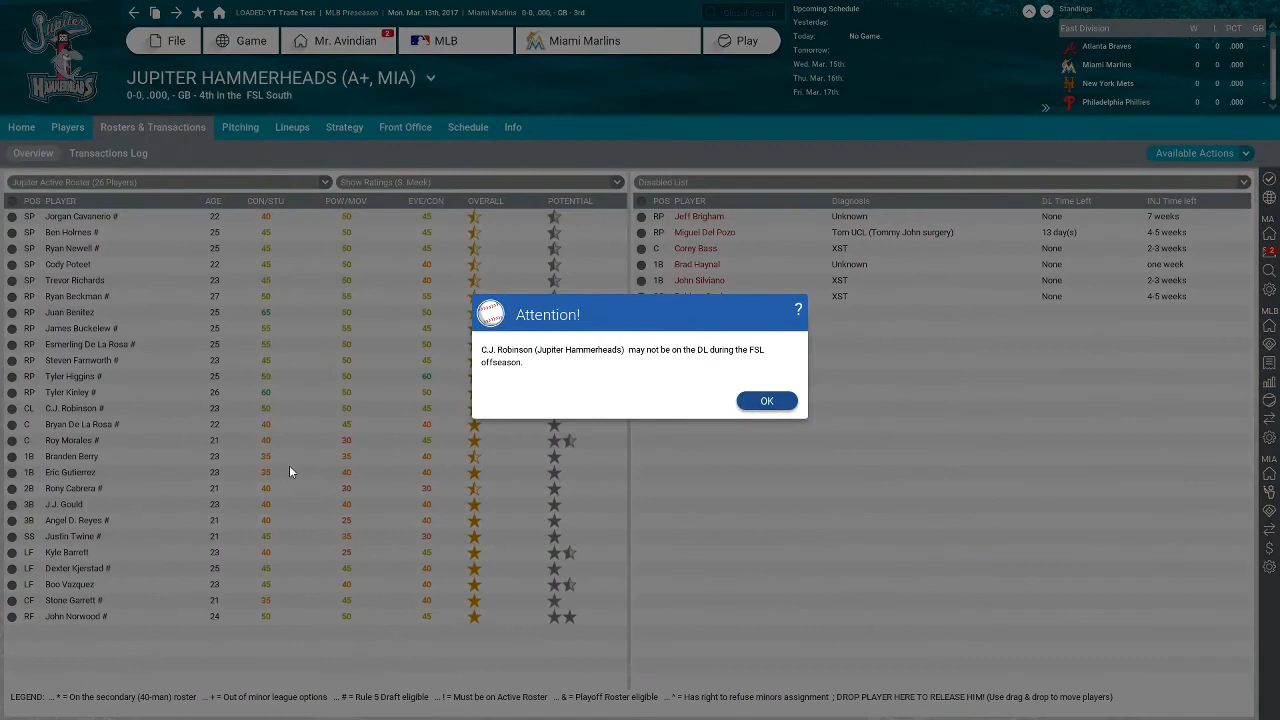 LOADED: YT Trade Test | MLB Preseason Mon. Mar. 13th, 2017 Miami Marlins 0-0, .000, - GB - 3rd Global Search
File Game Mr. Avindian 2 MLB Miami Marlins Play
Upcoming Schedule
Yesterday:
Today: No Game.
Tomorrow:
Wed. Mar. 15th:
Thu. Mar. 16th:
Fri. Mar. 17th:
Standings
East Division W L PCT GB
Atlanta Braves 0 0 .000 -
Miami Marlins 0 0 .000 -
New York Mets 0 0 .000 -
Philadelphia Phillies 0 0 .000 -
Jupiter
HAMMERHEADS
JUPITER HAMMERHEADS (A+, MIA)
0-0, .000, - GB - 4th in the FSL South
Home Players Rosters & Transactions Pitching Lineups Strategy Front Office Schedule Info
Overview Transactions Log Available Actions
Jupiter Active Roster (26 Players) Show Ratings (S. Meek)
POS PLAYER AGE CON/STU POW/MOV EYE/CON OVERALL POTENTIAL
SP Jorgan Cavanerio # 22 40 50 45
SP Ben Holmes # 25 45 50 50
SP Ryan Newell # 25 45 50 50
SP Cody Poteet 22 45 50 40
SP Trevor Richards 23 45 50 40
RP Ryan Beckman # 27 50 55 55
RP Juan Benitez 25 65 50 50
RP James Buckelew # 25 55 55 45
RP Esmerling De La Rosa # 25 55 50 45
RP Steven Farnworth # 23 45 50 40
RP Tyler Higgins # 25 50 50 60
RP Tyler Kinley # 26 60 50 50
CL C.J. Robinson # 23 50 50 45
C Bryan De La Rosa # 22 40 45 40
C Roy Morales # 21 40 30 45
1B Branden Berry 23 35 35 40
1B Eric Gutierrez 23 35 40 40
2B Rony Cabrera # 21 40 30 30
3B J.J. Gould 23 40 40 40
3B Angel D. Reyes # 21 40 25 40
SS Justin Twine # 21 45 35 30
LF Kyle Barrett 23 40 25 45
LF Dexter Kjerstad # 25 45 45 40
LF Boo Vazquez 23 45 40 40
CF Stone Garrett # 21 35 45 40
RF John Norwood # 24 50 50 45
Disabled List
POS PLAYER Diagnosis DL Time Left INJ Time left
RP Jeff Brigham Unknown None 7 weeks
RP Miguel Del Pozo Torn UCL (Tommy John surgery) 13 day(s) 4-5 weeks
C Corey Bass XST None 2-3 weeks
1B Brad Haynal Unknown None one week
1B John Silviano XST None 2-3 weeks
XST None 4-5 weeks
Attention! ?
C.J. Robinson (Jupiter Hammerheads) may not be on the DL during the FSL
offseason.
OK
MA
2
MLB
MIA
LEGEND: ... * = On the secondary (40-man) roster ... + = Out of minor league options ... # = Rule 5 Draft eligible ... ! = Must be on Active Roster ... & = Playoff Roster eligible ... ^ = Has right to refuse minors assignment ; DROP PLAYER HERE TO RELEASE HIM! (Use drag & drop to move players)